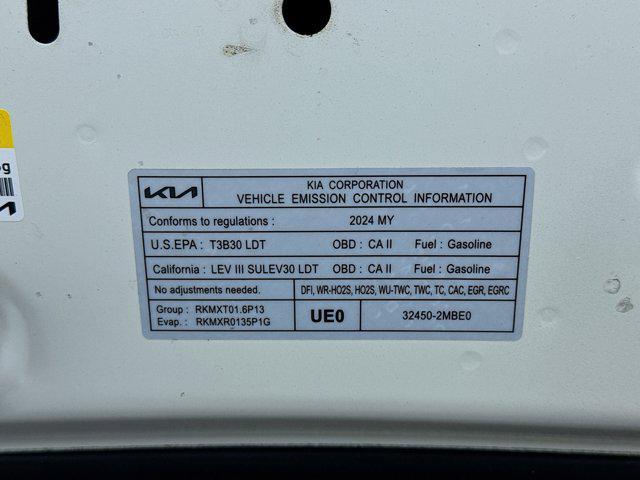 KIA KIA CORPORATION
VEHICLE EMISSION CONTROL INFORMATION
Conforms to regulations : 2024 MY
U.S.EPA : T3B30 LDT OBD : CA II Fuel : Gasoline
California : LEV III SULEV30 LDT OBD : CA II Fuel : Gasoline
No adjustments needed. DFI, WR-HO2S, HO2S, WU-TWC, TWC, TC, CAC, EGR, EGRC
Group : RKMXT01.6P13
Evap. : RKMXR0135P1G
UE0 32450-2MBE0